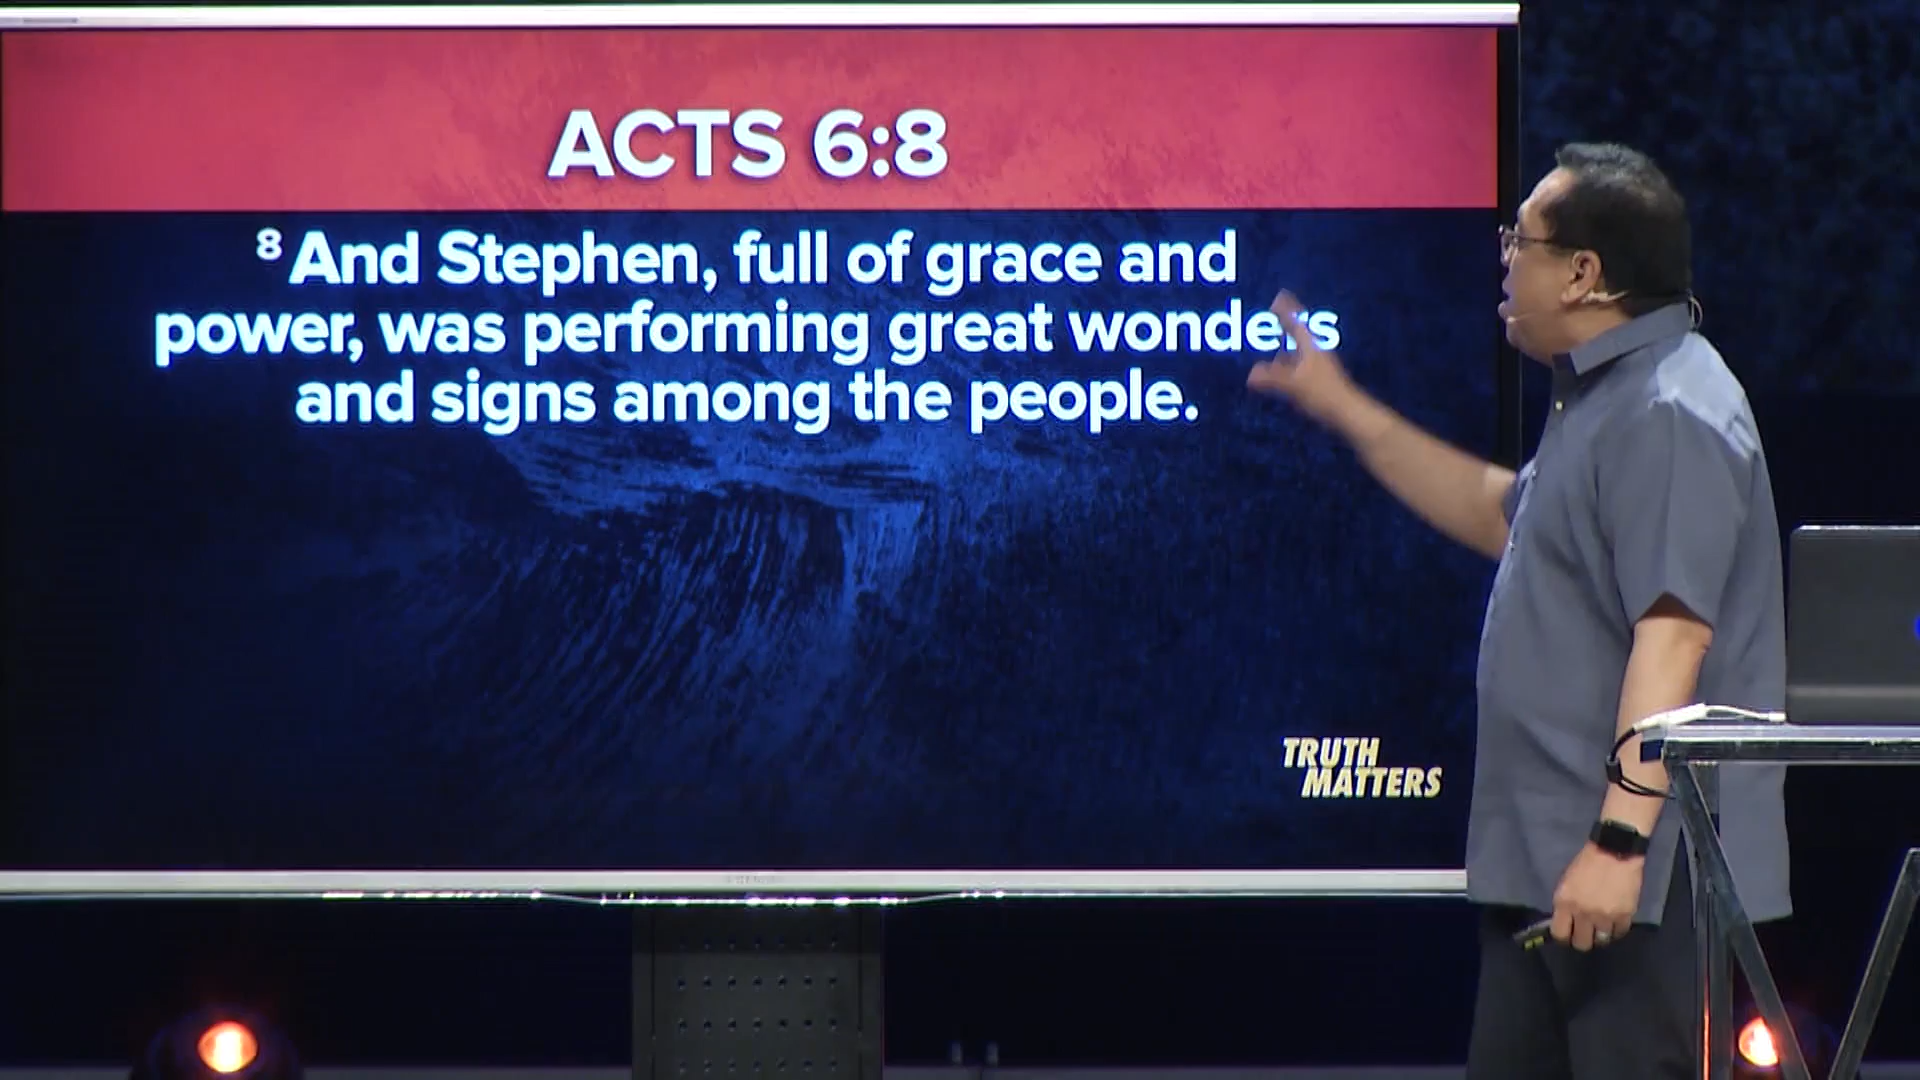 ACTS 6:8
8 And Stephen, full of grace and
power, was performing great wonders
and signs among the people.
TRUTH
MATTERS